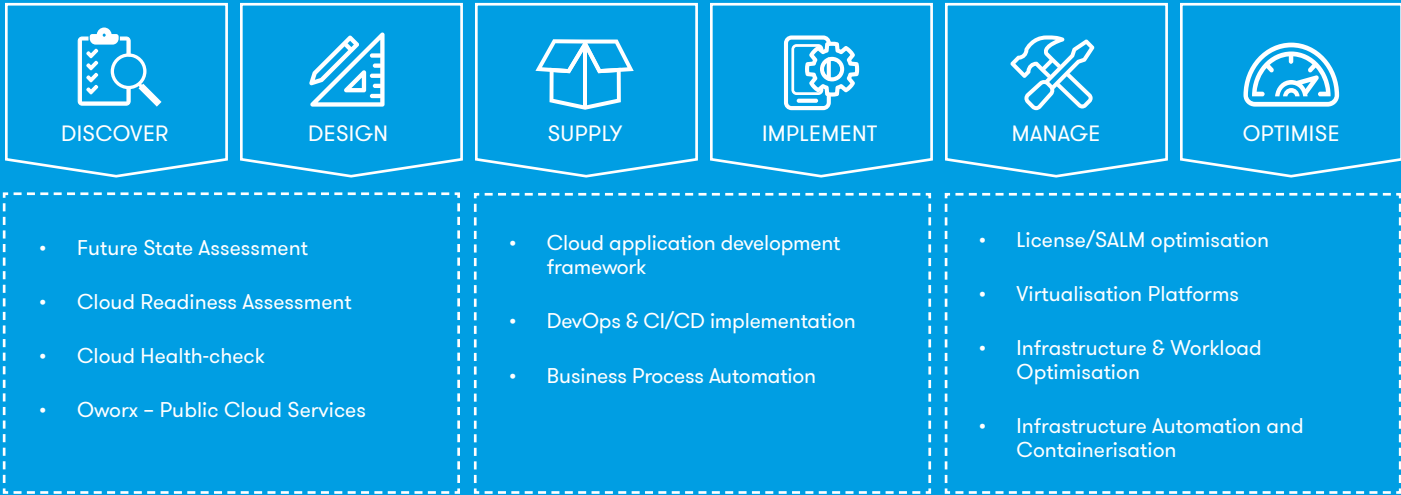 DISCOVER
DESIGN
SUPPLY
IMPLEMENT
MANAGE
OPTIMISE
• Future State Assessment
• Cloud Readiness Assessment
• Cloud Health-check
• Oworx – Public Cloud Services
• Cloud application development
framework
• DevOps & CI/CD implementation
• Business Process Automation
• License/SALM optimisation
• Virtualisation Platforms
• Infrastructure & Workload
Optimisation
• Infrastructure Automation and
Containerisation